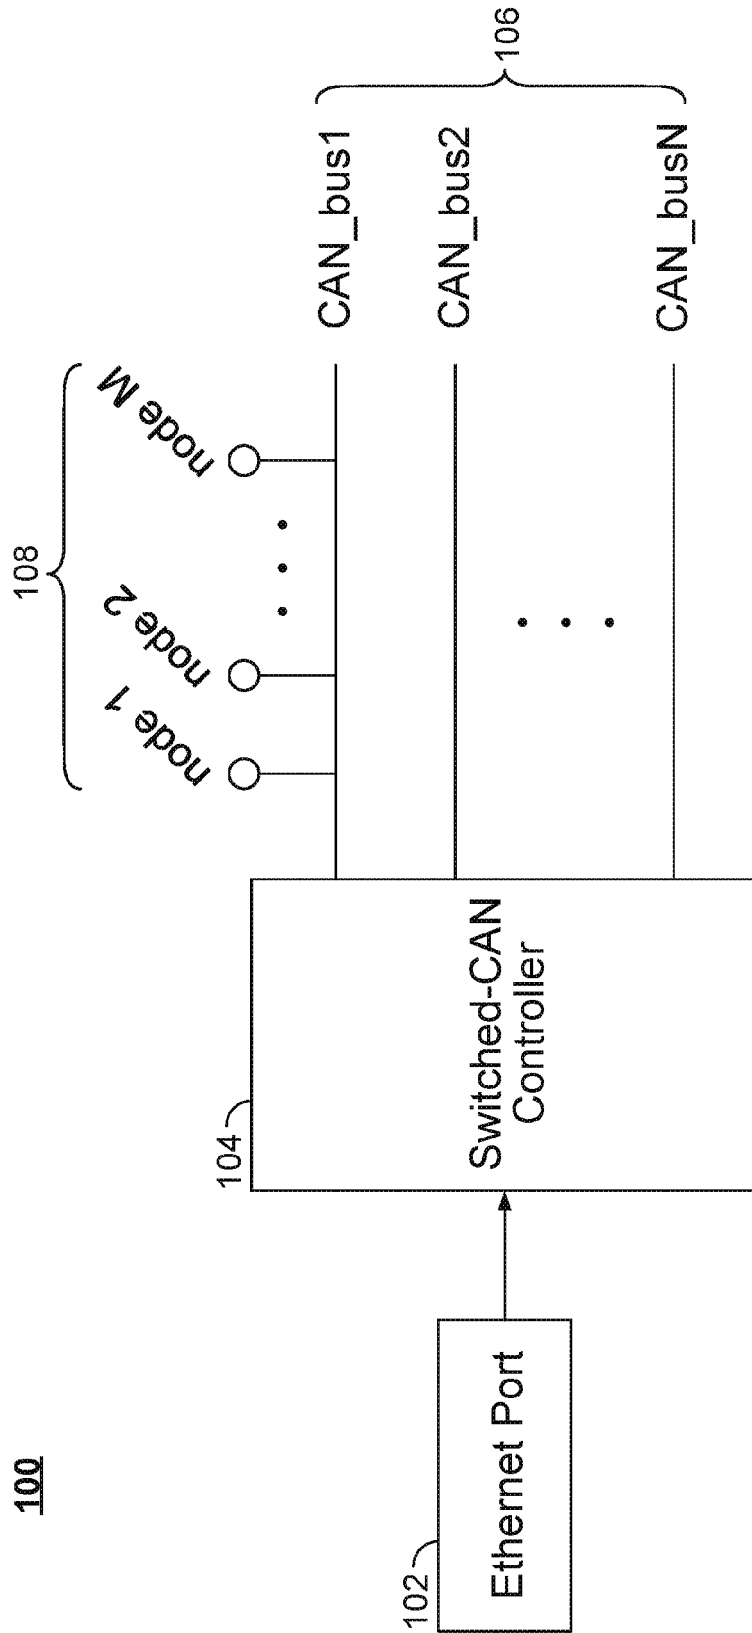 100
102
Ethernet Port
104
Switched-CAN
Controller
108
node 1
node 2
node M
CAN_bus1
CAN_bus2
CAN_busN
106